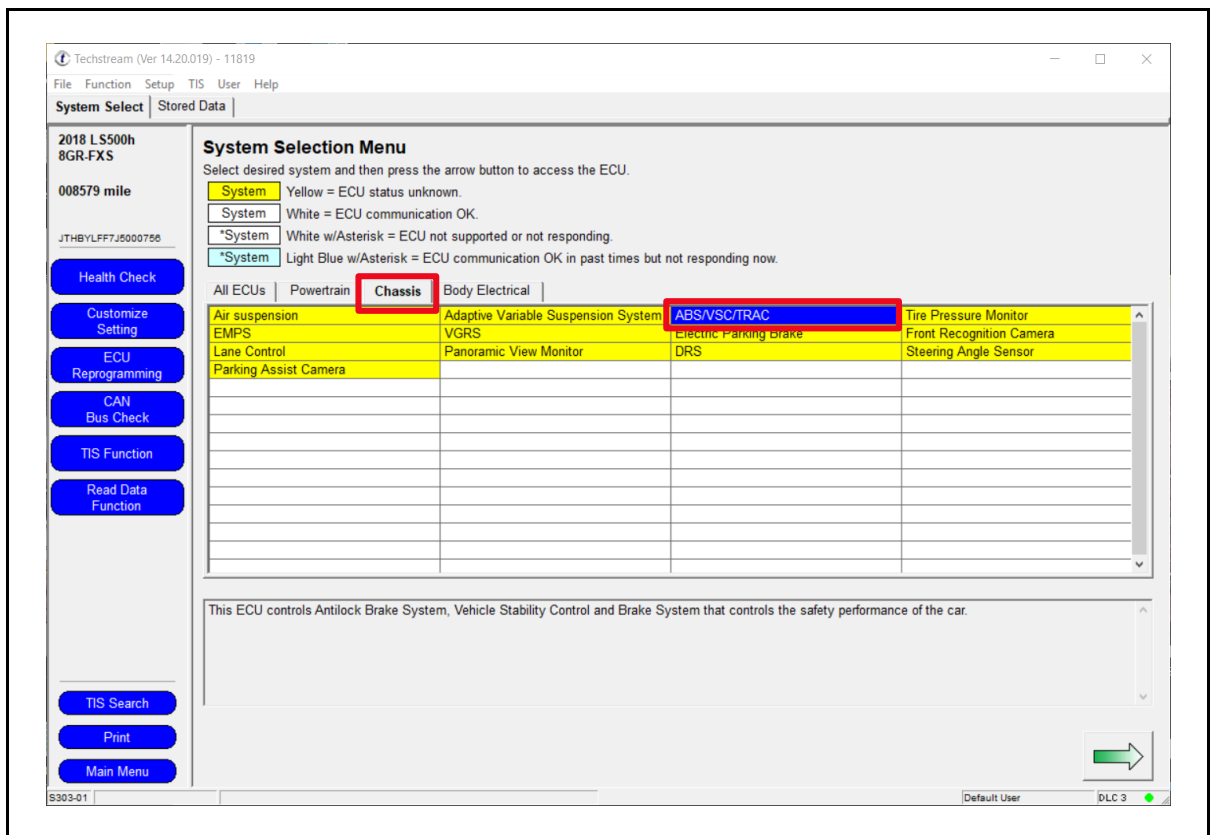 Techstream (Ver 14.20.019) - 11819
File Function Setup TIS User Help
System Select Stored Data
2018 LS500h
8GR-FXS
008579 mile
JTHBYLFF7J5000756
Health Check
Customize
Setting
ECU
Reprogramming
CAN
Bus Check
TIS Function
Read Data
Function
TIS Search
Print
Main Menu
System Selection Menu
Select desired system and then press the arrow button to access the ECU.
System Yellow = ECU status unknown.
System White = ECU communication OK.
*System White w/Asterisk = ECU not supported or not responding.
*System Light Blue w/Asterisk = ECU communication OK in past times but not responding now.
All ECUs Powertrain Chassis Body Electrical
Air suspension Adaptive Variable Suspension System ABS/VSC/TRAC Tire Pressure Monitor
EMPS VGRS Electric Parking Brake Front Recognition Camera
Lane Control Panoramic View Monitor DRS Steering Angle Sensor
Parking Assist Camera
This ECU controls Antilock Brake System, Vehicle Stability Control and Brake System that controls the safety performance of the car.
S303-01 Default User DLC 3